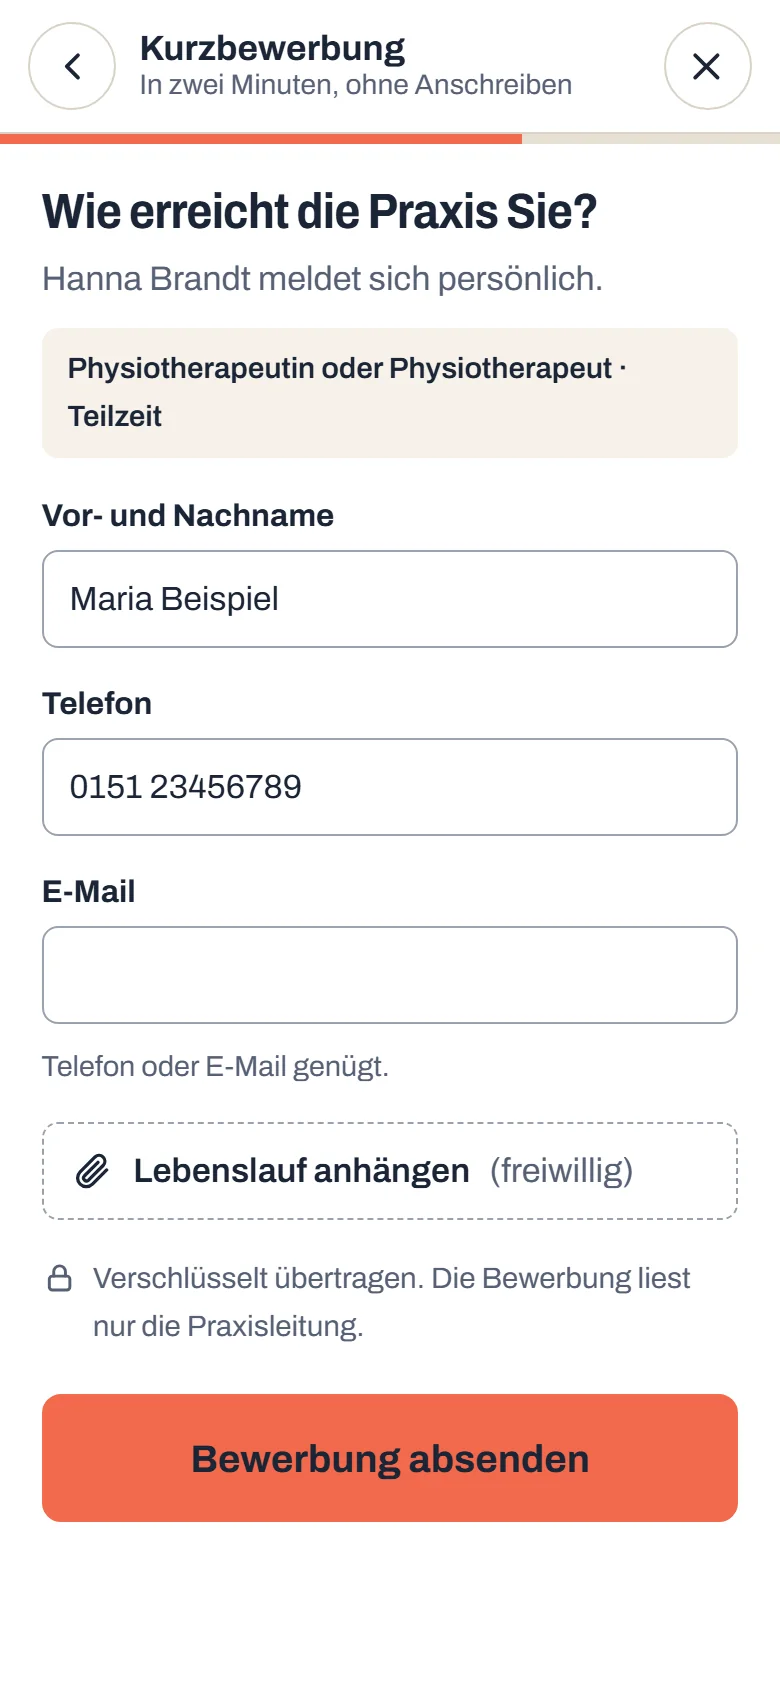 Kurzbewerbung
In zwei Minuten, ohne Anschreiben
Wie erreicht die Praxis Sie?
Hanna Brandt meldet sich persönlich.
Physiotherapeutin oder Physiotherapeut ·
Teilzeit
Vor- und Nachname
Maria Beispiel
Telefon
0151 23456789
E-Mail
Telefon oder E-Mail genügt.
Lebenslauf anhängen (freiwillig)
Verschlüsselt übertragen. Die Bewerbung liest
nur die Praxisleitung.
Bewerbung absenden